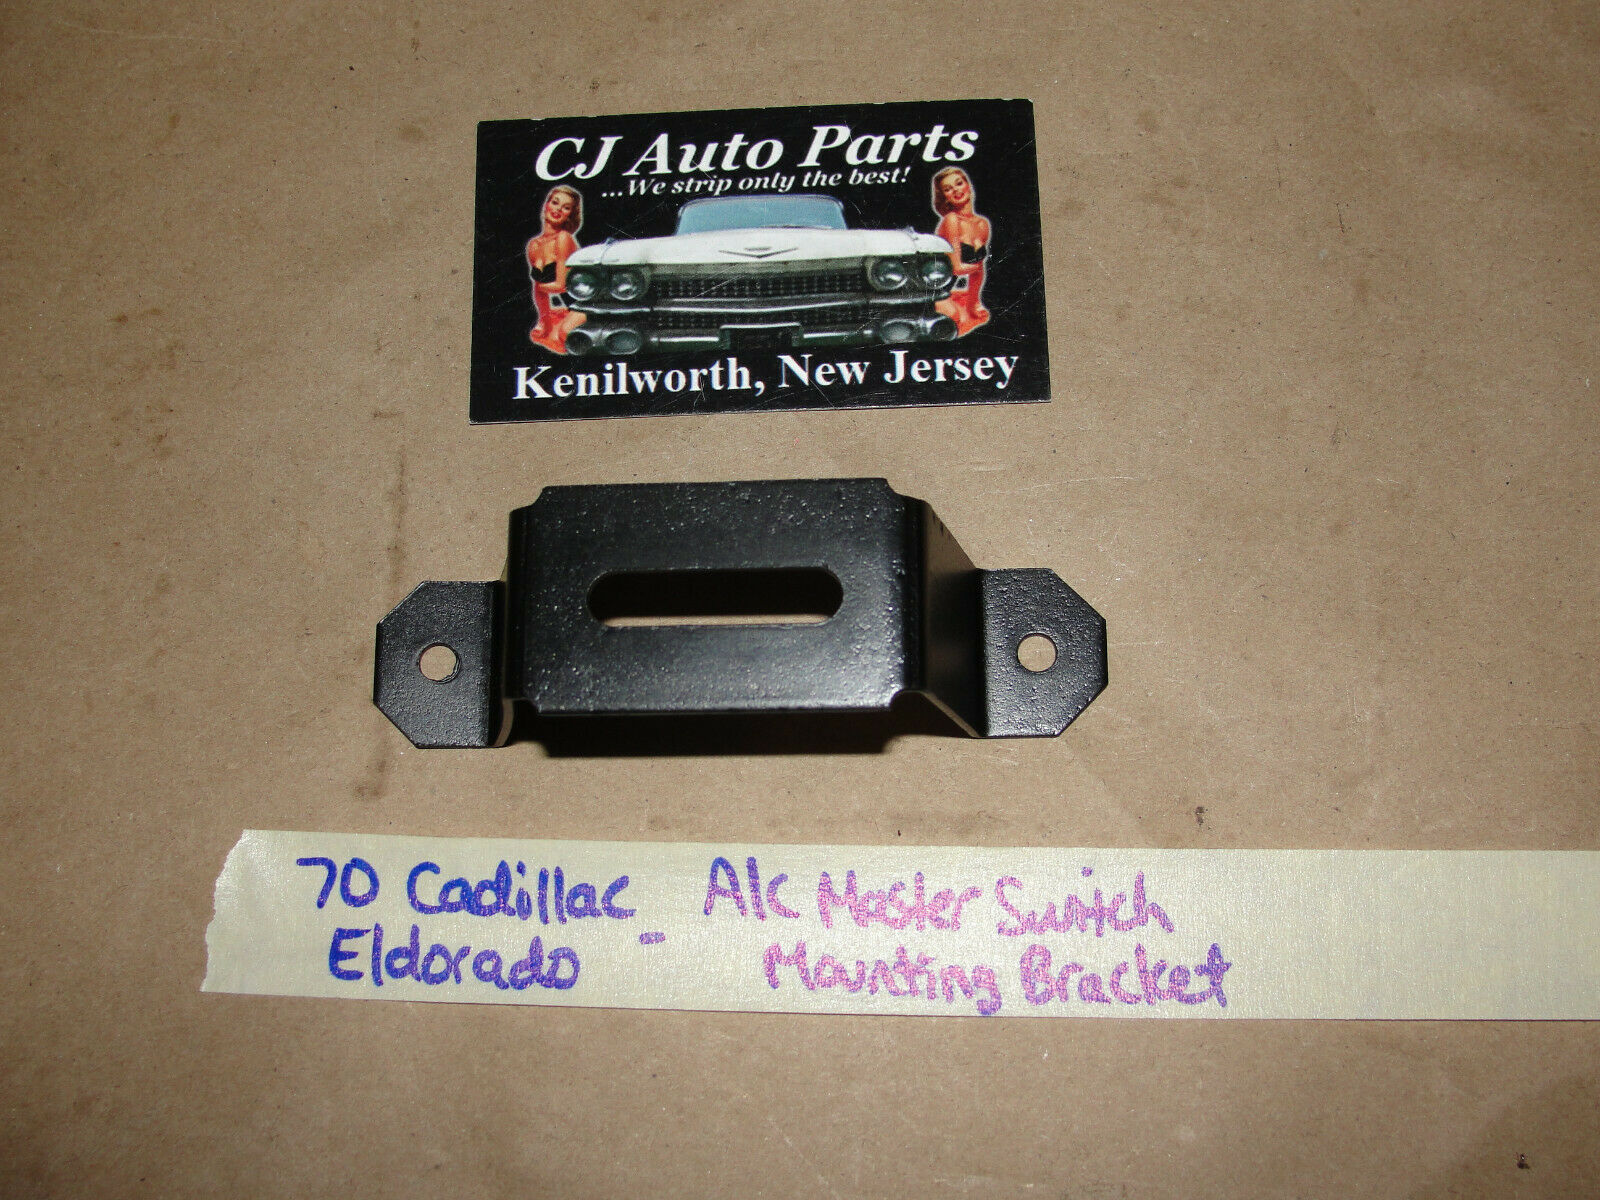 CJ Auto Parts
...We strip only the best!
Kenilworth, New Jersey
70 Cadillac - A/c Master Switch
Eldorado - Mounting Bracket